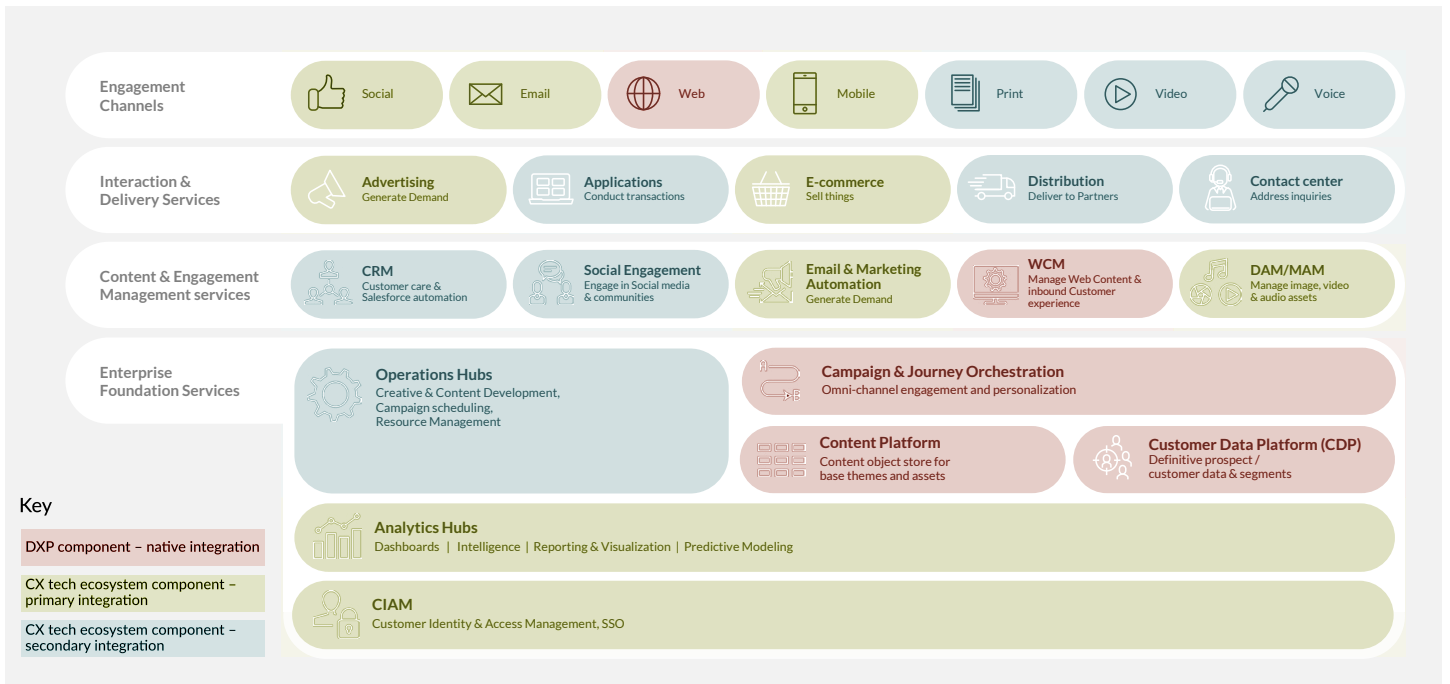 Engagement
Channels
Social
Email
Web
Mobile
Print
Video
Voice
Interaction &
Delivery Services
Advertising
Generate Demand
Applications
Conduct transactions
E-commerce
Sell things
Distribution
Deliver to Partners
Contact center
Address inquiries
Content & Engagement
Management services
CRM
Customer care &
Salesforce automation
Social Engagement
Engage in Social media
& communities
Email & Marketing
Automation
Generate Demand
WCM
Manage Web Content &
inbound Customer
experience
DAM/MAM
Manage image, video
& audio assets
Enterprise
Foundation Services
Operations Hubs
Creative & Content Development,
Campaign scheduling,
Resource Management
A
B
Campaign & Journey Orchestration
Omni-channel engagement and personalization
Content Platform
Content object store for
base themes and assets
Customer Data Platform (CDP)
Definitive prospect /
customer data & segments
Analytics Hubs
Dashboards | Intelligence | Reporting & Visualization | Predictive Modeling
CIAM
Customer Identity & Access Management, SSO
Key
DXP component – native integration
CX tech ecosystem component –
primary integration
CX tech ecosystem component –
secondary integration